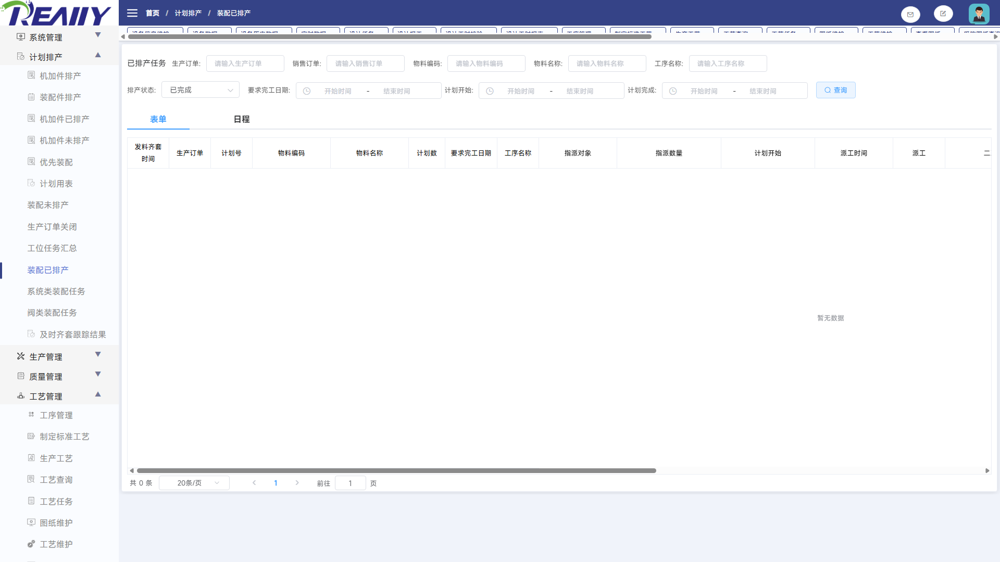 REAIIY
首页 / 计划排产 / 装配已排产
系统管理
计划排产
机加件排产
装配件排产
机加件已排产
机加件未排产
优先装配
计划用表
装配未排产
生产订单关闭
工位任务汇总
装配已排产
系统类装配任务
阀类装配任务
及时齐套跟踪结果
生产管理
质量管理
工艺管理
工序管理
制定标准工艺
生产工艺
工艺查询
工艺任务
图纸维护
工艺维护
已排产任务 生产订单: 请输入生产订单 销售订单: 请输入销售订单 物料编码: 请输入物料编码 物料名称: 请输入物料名称 工序名称: 请输入工序名称
排产状态: 已完成 要求完工日期: 开始时间 - 结束时间 计划开始: 开始时间 - 结束时间 计划完成: 开始时间 - 结束时间 查询
表单 日程
发料齐套时间 生产订单 计划号 物料编码 物料名称 计划数 要求完工日期 工序名称 指派对象 指派数量 计划开始 派工时间 派工
暂无数据
共 0 条 20条/页 1 前往 1 页